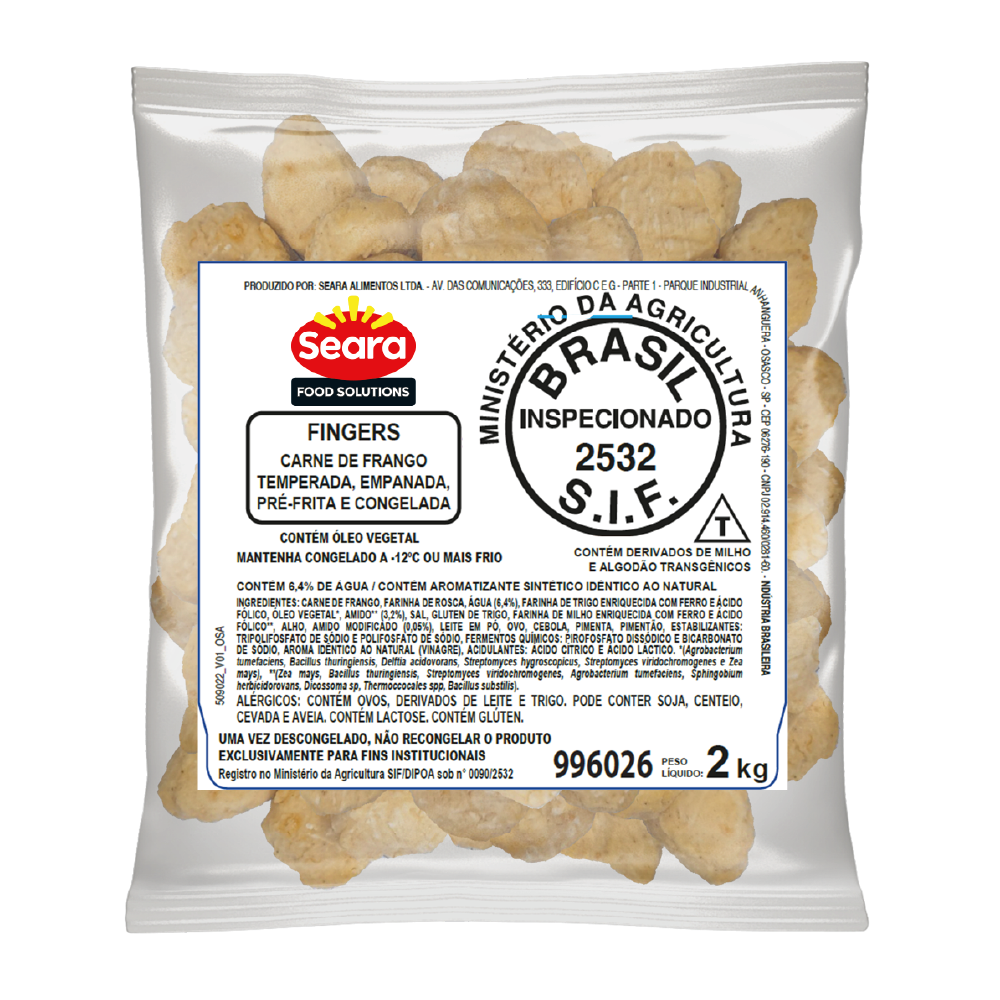 PRODUZIDO POR: SEARA ALIMENTOS LTDA. - AV. DAS COMUNICAÇÕES, 333, EDIFÍCIO C E G - PARTE 1 - PARQUE INDUSTRIAL ANHANGUERA - OSASCO - SP - CEP 06276-190 - CNPJ 02.914.460/0281-60. - INDÚSTRIA BRASILEIRA
Seara
FOOD SOLUTIONS
MINISTÉRIO DA AGRICULTURA
BRASIL
INSPECIONADO
2532
S.I.F.
FINGERS
CARNE DE FRANGO
TEMPERADA, EMPANADA,
PRÉ-FRITA E CONGELADA
CONTÉM ÓLEO VEGETAL
MANTENHA CONGELADO A -12ºC OU MAIS FRIO
T
CONTÉM DERIVADOS DE MILHO
E ALGODÃO TRANSGÊNICOS
CONTÉM 6,4% DE ÁGUA / CONTÉM AROMATIZANTE SINTÉTICO IDÊNTICO AO NATURAL
INGREDIENTES: CARNE DE FRANGO, FARINHA DE ROSCA, ÁGUA (6,4%), FARINHA DE TRIGO ENRIQUECIDA COM FERRO E ÁCIDO
FÓLICO, ÓLEO VEGETAL*, AMIDO** (3,2%), SAL, GLUTEN DE TRIGO, FARINHA DE MILHO ENRIQUECIDA COM FERRO E ÁCIDO
FÓLICO**, ALHO, AMIDO MODIFICADO (0,05%), LEITE EM PÓ, OVO, CEBOLA, PIMENTA, PIMENTÃO, ESTABILIZANTES:
TRIPOLIFOSFATO DE SÓDIO E POLIFOSFATO DE SÓDIO, FERMENTOS QUÍMICOS: PIROFOSFATO DISSÓDICO E BICARBONATO
DE SÓDIO, AROMA IDÊNTICO AO NATURAL (VINAGRE), ACIDULANTES: ÁCIDO CÍTRICO E ÁCIDO LÁCTICO. *(Agrobacterium
tumefaciens, Bacillus thuringiensis, Delftia acidovorans, Streptomyces hygroscopicus, Streptomyces viridochromogenes e Zea
mays), **(Zea mays, Bacillus thuringiensis, Streptomyces viridochromogenes, Agrobacterium tumefaciens, Sphingobium
herbicidorovans, Dicossoma sp, Thermoccocales spp, Bacillus substilis).
ALÉRGICOS: CONTÉM OVOS, DERIVADOS DE LEITE E TRIGO. PODE CONTER SOJA, CENTEIO,
CEVADA E AVEIA. CONTÉM LACTOSE. CONTÉM GLÚTEN.
509022_V01_OSA
UMA VEZ DESCONGELADO, NÃO RECONGELAR O PRODUTO
EXCLUSIVAMENTE PARA FINS INSTITUCIONAIS
Registro no Ministério da Agricultura SIF/DIPOA sob nº 0090/2532
996026 PESO LÍQUIDO: 2 kg